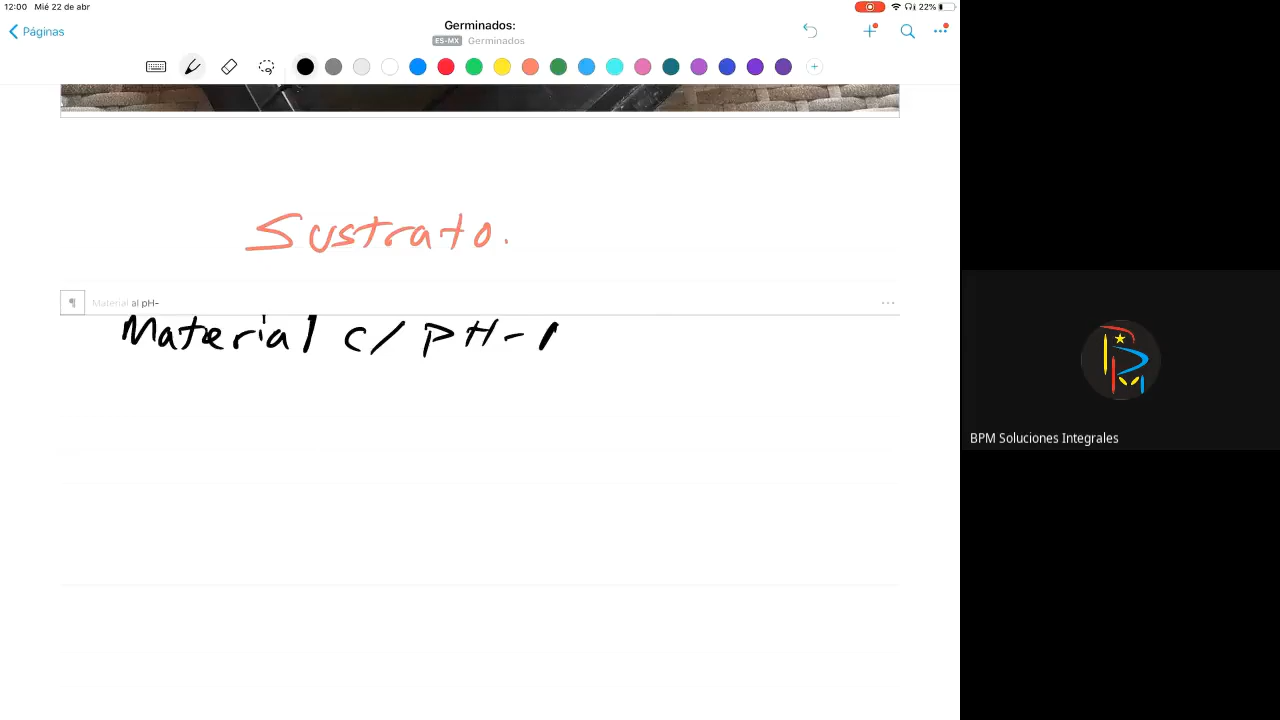 12:00 Mié 22 de abr 22%
Páginas
Germinados:
ES-MX Germinados
Sustrato.
Material al pH-
Material c/ pH-
BPM Soluciones Integrales